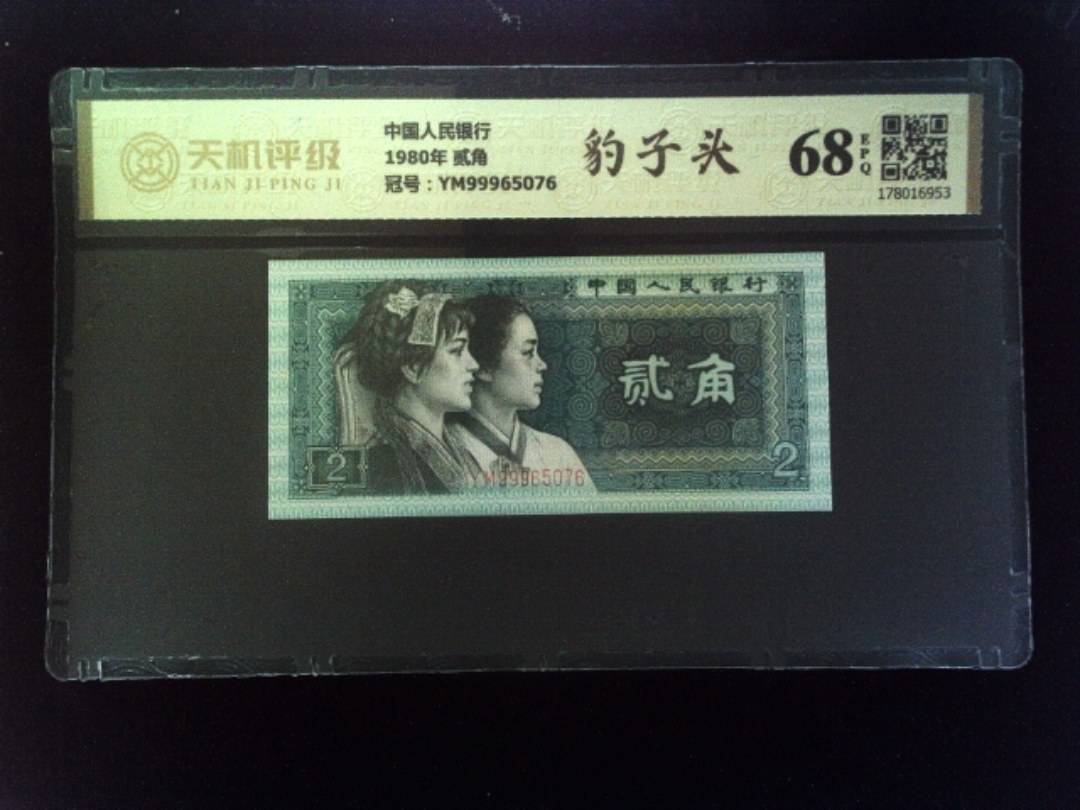 天机评级
TIAN JI PING JI
中国人民银行
1980年 贰角
冠号：YM99965076
豹子头
68
EPQ
178016953
中国人民银行
贰角
2
2
YM99965076